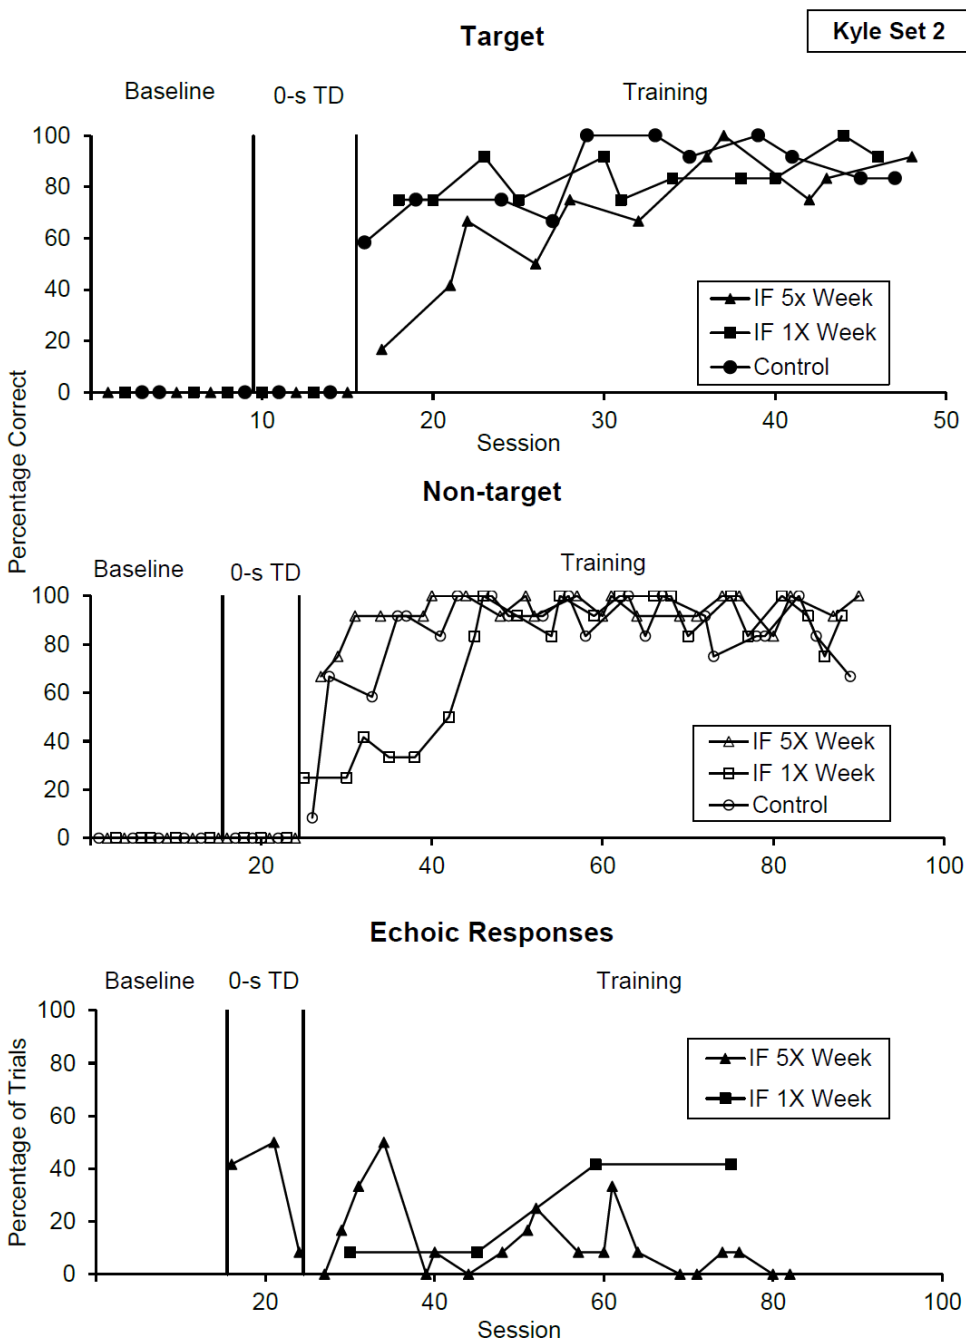 Target
Kyle Set 2
Baseline
0-s TD
Training
100
80
60
40
20
0
IF 5x Week
IF 1X Week
Control
10
20
30
40
50
Session
Percentage Correct
Non-target
Baseline
0-s TD
Training
100
80
60
40
20
0
IF 5X Week
IF 1X Week
Control
20
40
60
80
100
Echoic Responses
Baseline
0-s TD
Training
100
80
60
40
20
0
Percentage of Trials
IF 5X Week
IF 1X Week
20
40
60
80
100
Session